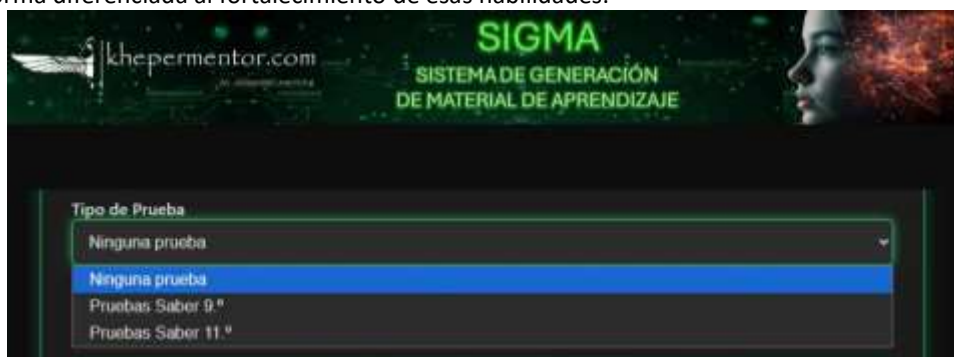 orma diferenciada al fortalecimiento de esas habilidades.
khepermentor.com
SIGMA
SISTEMA DE GENERACIÓN
DE MATERIAL DE APRENDIZAJE
Tipo de Prueba
Ninguna prueba
Ninguna prueba
Pruebas Saber 9.º
Pruebas Saber 11.º